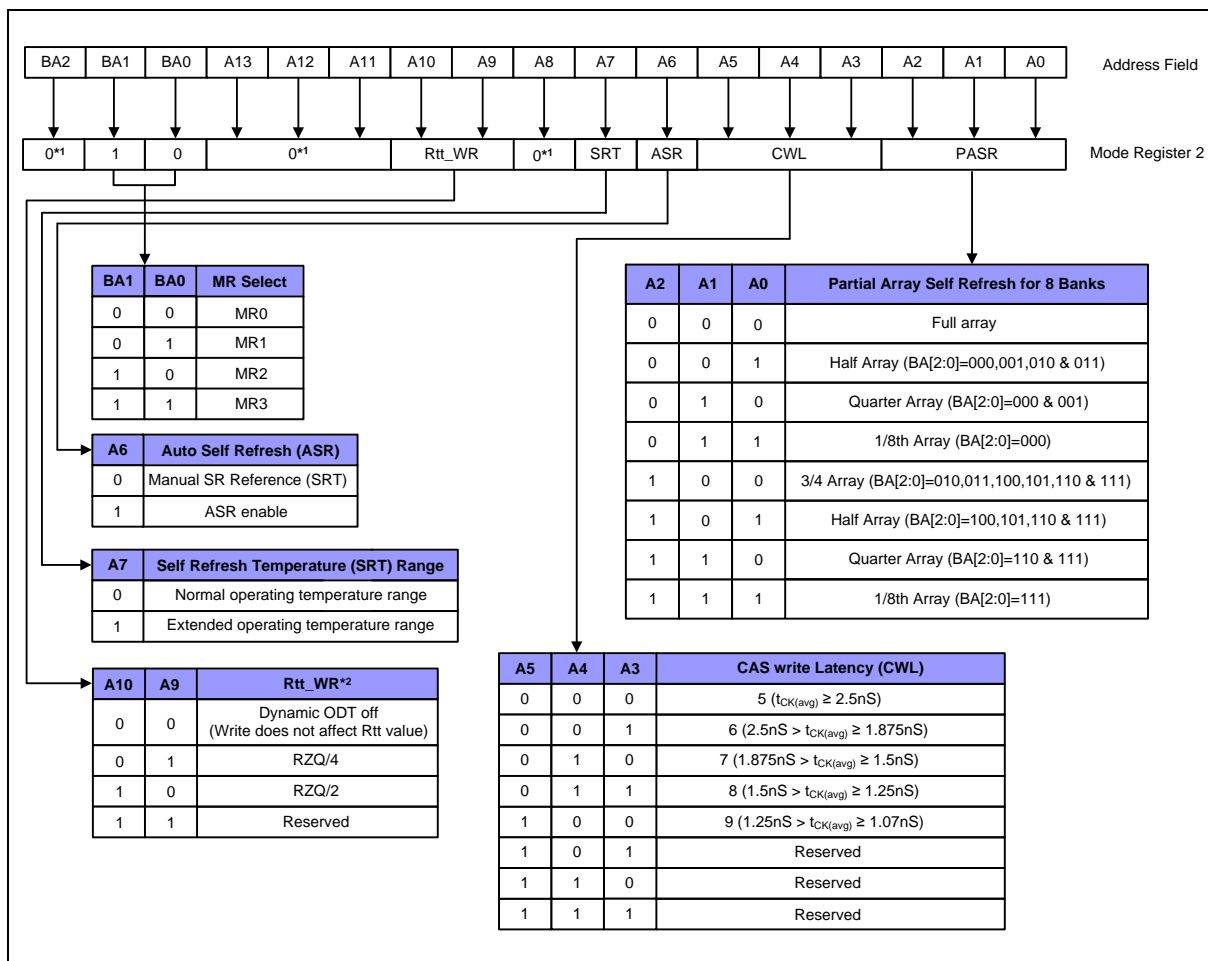 BA2 BA1 BA0 A13 A12 A11 A10 A9 A8 A7 A6 A5 A4 A3 A2 A1 A0 Address Field
0*1 1 0 0*1 Rtt_WR 0*1 SRT ASR CWL PASR Mode Register 2
BA1 BA0 MR Select
0 0 MR0
0 1 MR1
1 0 MR2
1 1 MR3
A6 Auto Self Refresh (ASR)
0 Manual SR Reference (SRT)
1 ASR enable
A7 Self Refresh Temperature (SRT) Range
0 Normal operating temperature range
1 Extended operating temperature range
A10 A9 Rtt_WR*2
0 0 Dynamic ODT off
(Write does not affect Rtt value)
0 1 RZQ/4
1 0 RZQ/2
1 1 Reserved
A2 A1 A0 Partial Array Self Refresh for 8 Banks
0 0 0 Full array
0 0 1 Half Array (BA[2:0]=000,001,010 & 011)
0 1 0 Quarter Array (BA[2:0]=000 & 001)
0 1 1 1/8th Array (BA[2:0]=000)
1 0 0 3/4 Array (BA[2:0]=010,011,100,101,110 & 111)
1 0 1 Half Array (BA[2:0]=100,101,110 & 111)
1 1 0 Quarter Array (BA[2:0]=110 & 111)
1 1 1 1/8th Array (BA[2:0]=111)
A5 A4 A3 CAS write Latency (CWL)
0 0 0 5 (tCK(avg) ≥ 2.5nS)
0 0 1 6 (2.5nS > tCK(avg) ≥ 1.875nS)
0 1 0 7 (1.875nS > tCK(avg) ≥ 1.5nS)
0 1 1 8 (1.5nS > tCK(avg) ≥ 1.25nS)
1 0 0 9 (1.25nS > tCK(avg) ≥ 1.07nS)
1 0 1 Reserved
1 1 0 Reserved
1 1 1 Reserved